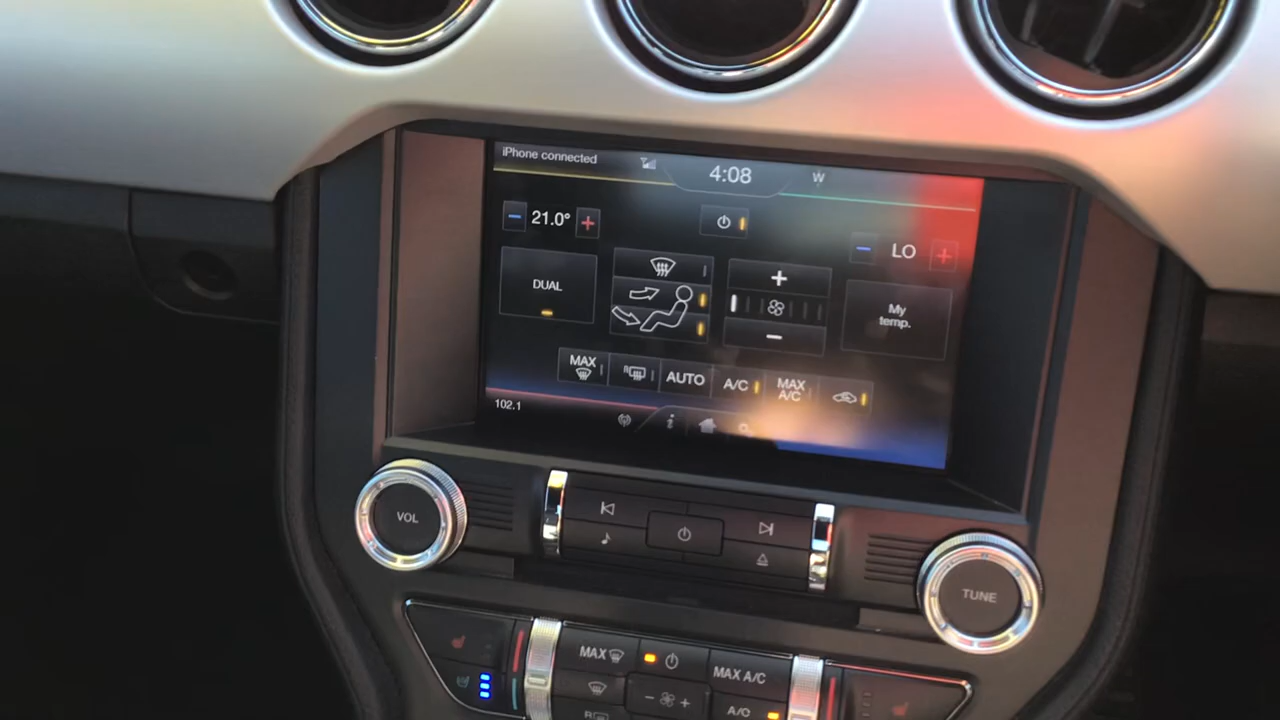 iPhone connected
4:08
W
21.0°
LO
DUAL
My
temp.
MAX
R
AUTO
A/C
MAX
A/C
102.1
VOL
TUNE
MAX
MAX A/C
A/C
R